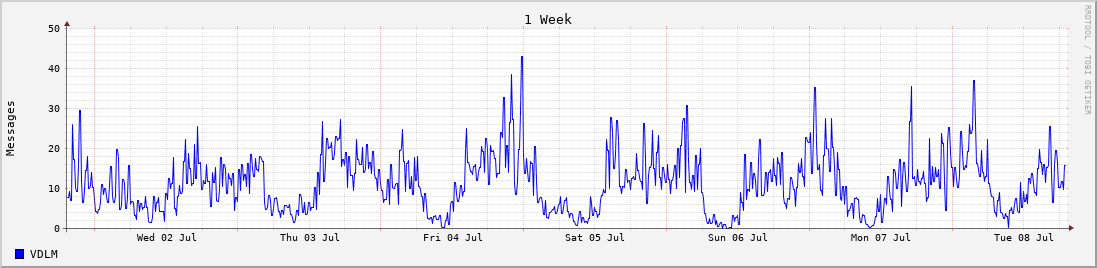 1 Week
RRDTOOL / TOBI OETIKER
Messages
50
40
30
20
10
0
Wed 02 Jul Thu 03 Jul Fri 04 Jul Sat 05 Jul Sun 06 Jul Mon 07 Jul Tue 08 Jul
VDLM